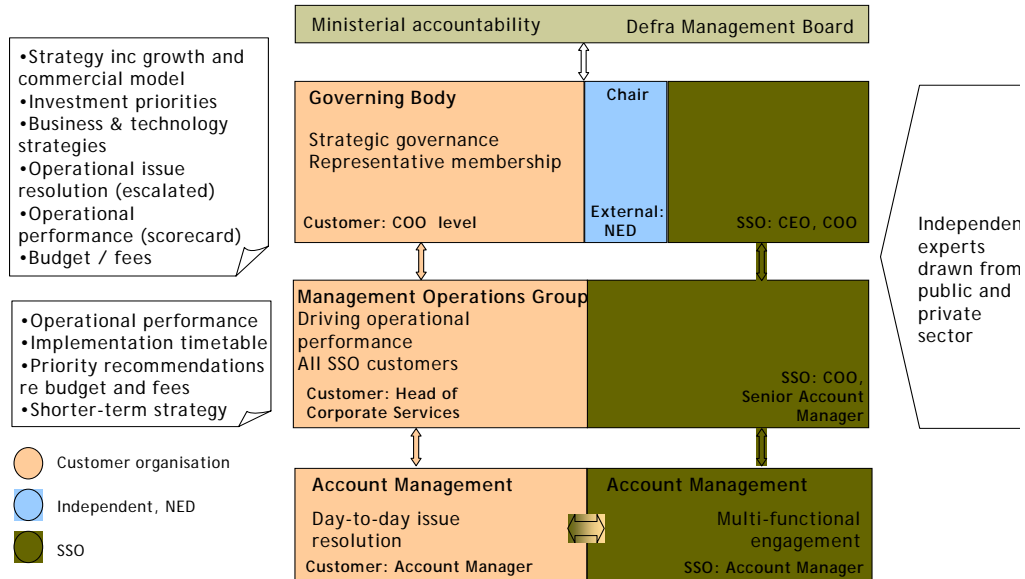 Ministerial accountability
Defra Management Board
•Strategy inc growth and
commercial model
•Investment priorities
•Business & technology
strategies
•Operational issue
resolution (escalated)
•Operational
performance (scorecard)
•Budget / fees
Governing Body
Strategic governance
Representative membership
Customer: COO level
Chair
External:
NED
SSO: CEO, COO
Independen
experts
drawn from
public and
private
sector
•Operational performance
•Implementation timetable
•Priority recommendations
re budget and fees
•Shorter-term strategy
Management Operations Group
Driving operational
performance
All SSO customers
Customer: Head of
Corporate Services
SSO: COO,
Senior Account
Manager
Customer organisation
Independent, NED
SSO
Account Management
Day-to-day issue
resolution
Customer: Account Manager
Account Management
Multi-functional
engagement
SSO: Account Manager